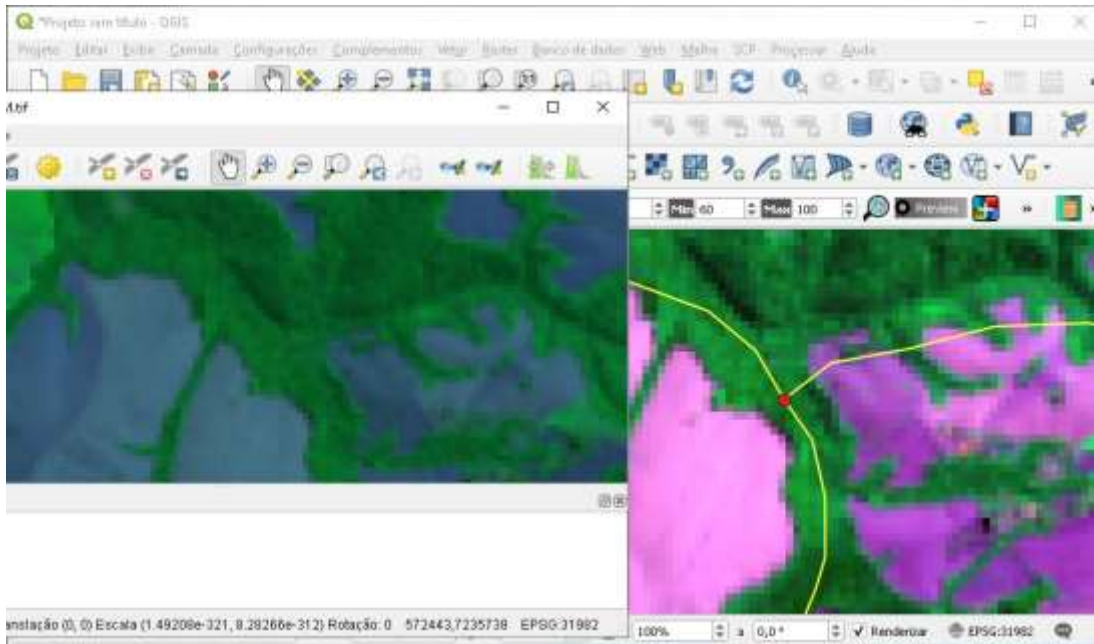 *Projeto sem título - QGIS
Projeto Editar Exibir Camada Configurações Complementos Vetor Raster Banco de dados Web Malha SCP Processar Ajuda
M.tif
Min 60 Max 100 Preview »
anslação (0, 0) Escala (1.49208e-321, 8.28266e-312) Rotação: 0 572443,7235738 EPSG:31982
100% a 0,0 ° ✓ Renderizar EPSG:31982